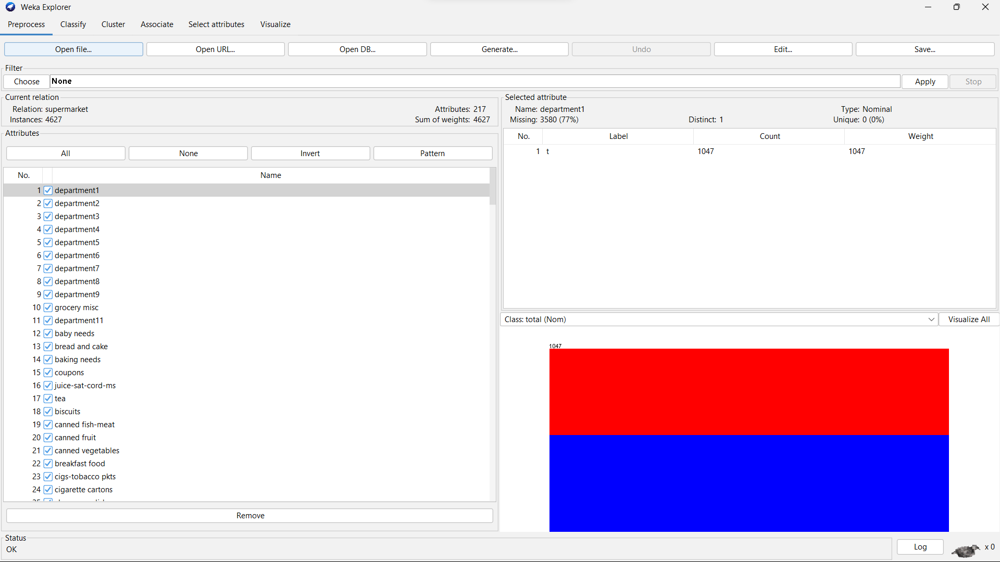 Weka Explorer
Preprocess Classify Cluster Associate Select attributes Visualize
Open file... Open URL... Open DB... Generate... Undo Edit... Save...
Filter
Choose None Apply Stop
Current relation
Relation: supermarket Attributes: 217
Instances: 4627 Sum of weights: 4627
Selected attribute
Name: department1 Type: Nominal
Missing: 3580 (77%) Distinct: 1 Unique: 0 (0%)
Attributes
All None Invert Pattern
No. Name
1 department1
2 department2
3 department3
4 department4
5 department5
6 department6
7 department7
8 department8
9 department9
10 grocery misc
11 department11
12 baby needs
13 bread and cake
14 baking needs
15 coupons
16 juice-sat-cord-ms
17 tea
18 biscuits
19 canned fish-meat
20 canned fruit
21 canned vegetables
22 breakfast food
23 cigs-tobacco pkts
24 cigarette cartons
Remove
No. Label Count Weight
1 t 1047 1047
Class: total (Nom) Visualize All
1047
Status
OK
Log x 0